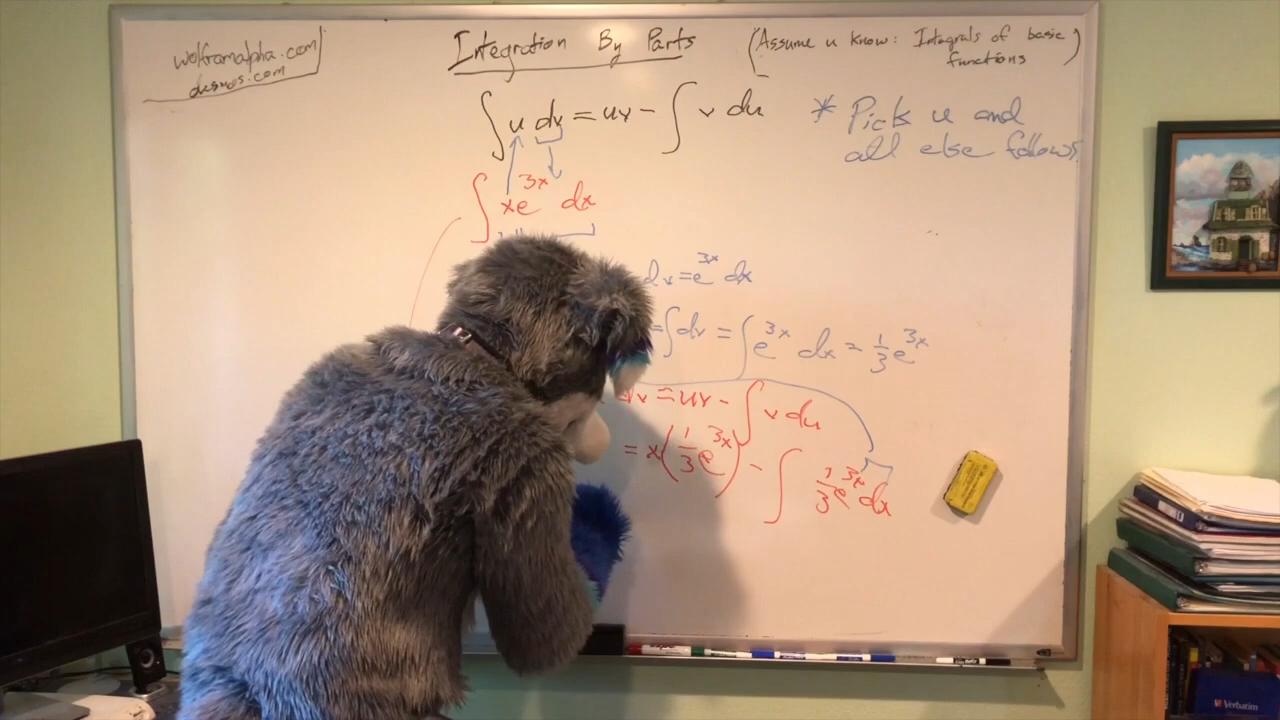 wolframalpha.com
desmos.com
Integration By Parts
(Assume u know: Integrals of basic functions)
∫ u dv = uv - ∫ v du
* Pick u and
all else follows.
∫ xe^3x dx
dv = e^3x dx
= ∫ dv = ∫ e^3x dx = 1/3 e^3x
dv = uv - ∫ v du
= x(1/3 e^3x) - ∫ 1/3 e^3x dx
Verbatim